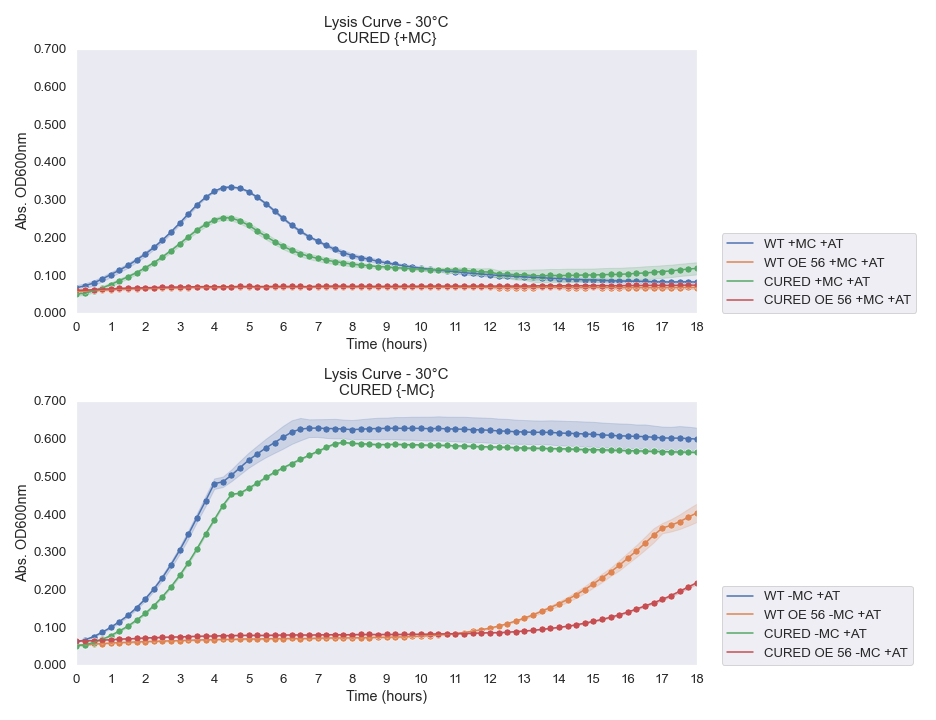 Lysis Curve - 30°C
CURED {+MC}
0.700
0.600
0.500
0.400
0.300
0.200
0.100
0.000
Abs. OD600nm
0 1 2 3 4 5 6 7 8 9 10 11 12 13 14 15 16 17 18
Time (hours)
WT +MC +AT
WT OE 56 +MC +AT
CURED +MC +AT
CURED OE 56 +MC +AT
Lysis Curve - 30°C
CURED {-MC}
0.700
0.600
0.500
0.400
0.300
0.200
0.100
0.000
Abs. OD600nm
0 1 2 3 4 5 6 7 8 9 10 11 12 13 14 15 16 17 18
Time (hours)
WT -MC +AT
WT OE 56 -MC +AT
CURED -MC +AT
CURED OE 56 -MC +AT